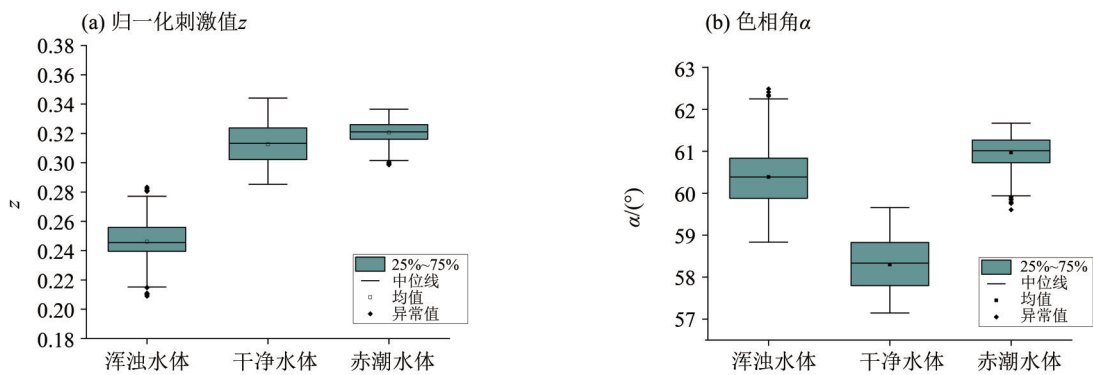 (a) 归一化刺激值z
0.38
0.36
0.34
0.32
0.30
0.28
0.26
0.24
0.22
0.20
0.18
z
浑浊水体
干净水体
赤潮水体
25%~75%
中位线
均值
异常值
(b) 色相角α
63
62
61
60
58
58
57
α/(°)
浑浊水体
干净水体
赤潮水体
25%~75%
中位线
均值
异常值